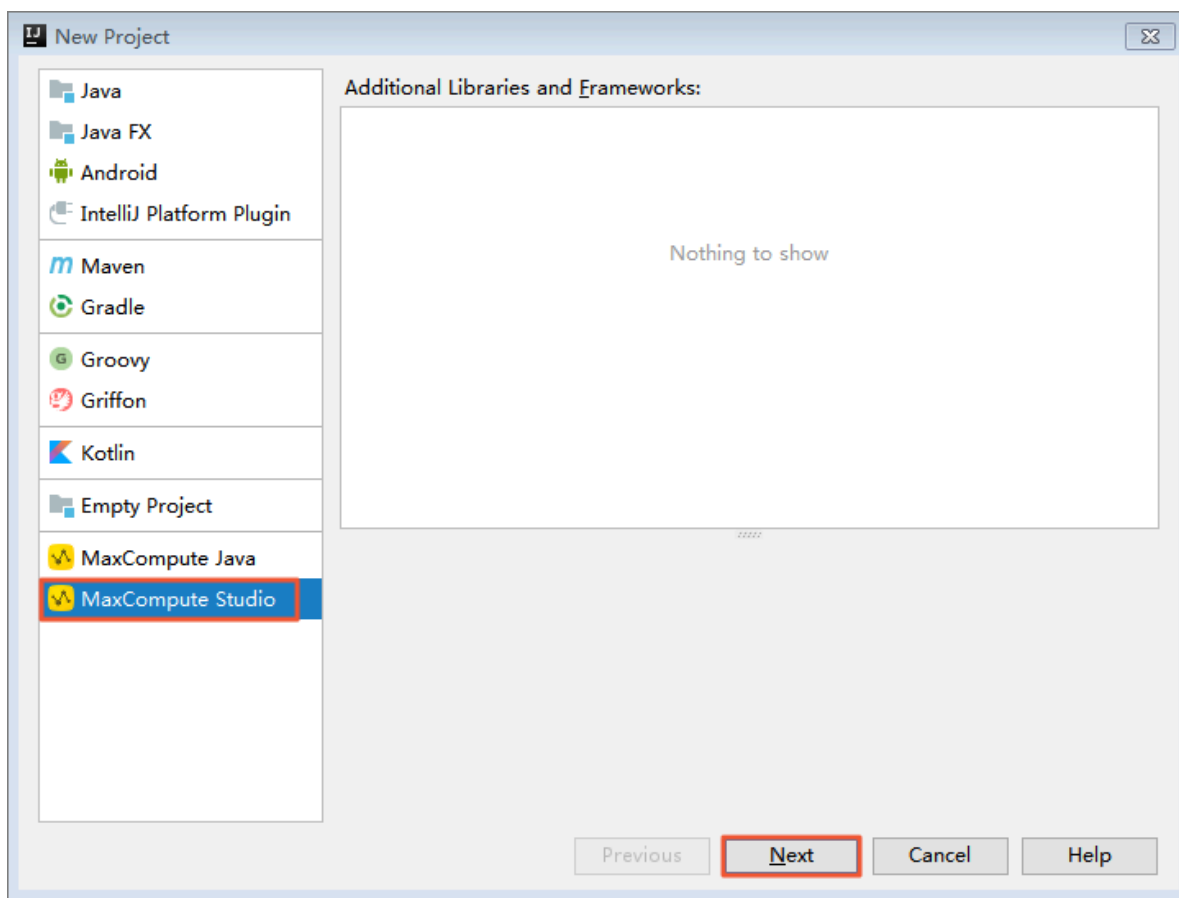 New Project
Java
Java FX
Android
IntelliJ Platform Plugin
Maven
Gradle
Groovy
Griffon
Kotlin
Empty Project
MaxCompute Java
MaxCompute Studio
Additional Libraries and Frameworks:
Nothing to show
Previous
Next
Cancel
Help